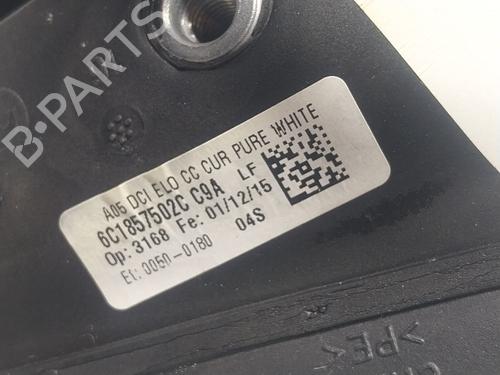 B-PARTS
A05 DCI ELO CC CUR PURE WHITE
6C1857502C C9A LF
Op: 3168 Fe: 01/12/15
Et: 0050-0180 04S
>PE<